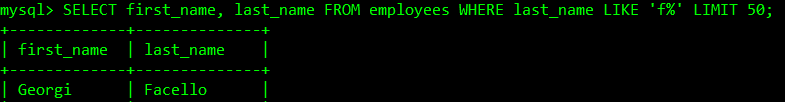 mysql> SELECT first_name, last_name FROM employees WHERE last_name LIKE 'f%' LIMIT 50;
+-------------+--------------+
| first_name  | last_name    |
+-------------+--------------+
| Georgi      | Facello      |